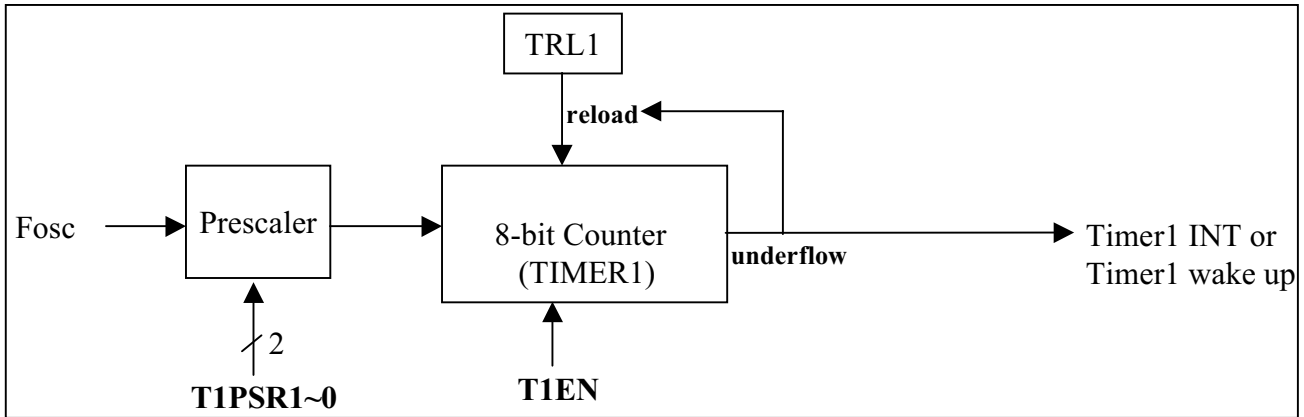 TRL1
reload
Fosc
Prescaler
8-bit Counter
(TIMER1)
underflow
Timer1 INT or
Timer1 wake up
2
T1PSR1~0
T1EN